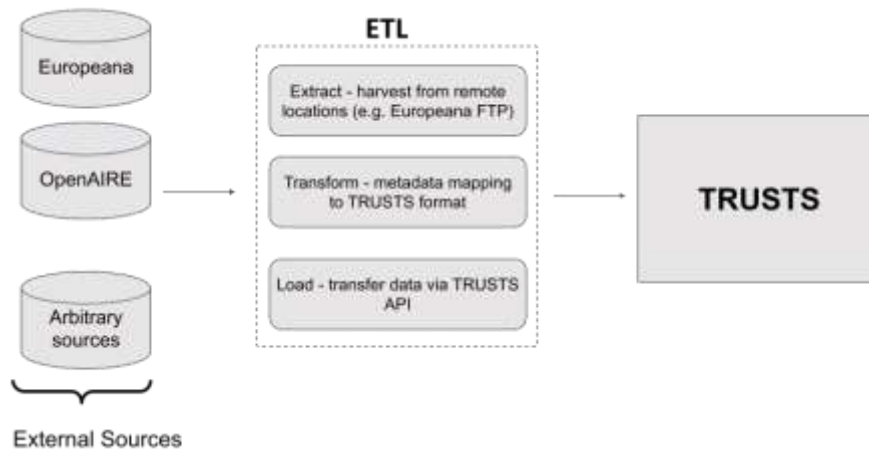 Europeana
OpenAIRE
Arbitrary
sources
External Sources
ETL
Extract - harvest from remote
locations (e.g. Europeana FTP)
Transform - metadata mapping
to TRUSTS format
Load - transfer data via TRUSTS
API
TRUSTS